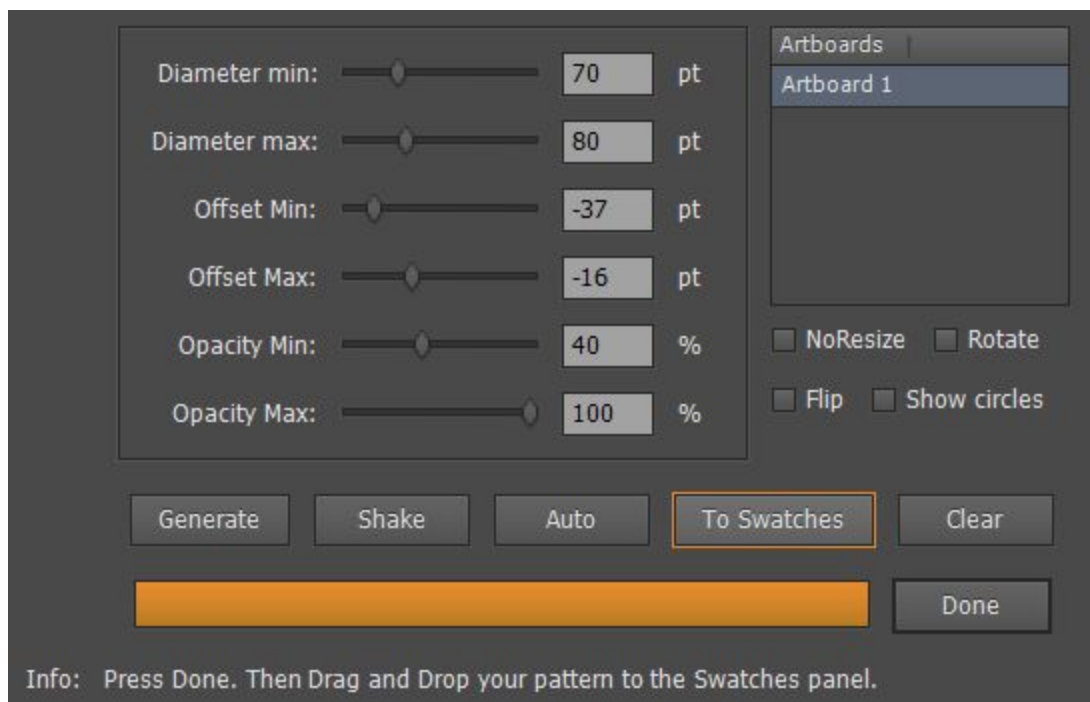 Diameter min: 70 pt
Diameter max: 80 pt
Offset Min: -37 pt
Offset Max: -16 pt
Opacity Min: 40 %
Opacity Max: 100 %
Artboards
Artboard 1
NoResize Rotate
Flip Show circles
Generate Shake Auto To Swatches Clear
Done
Info: Press Done. Then Drag and Drop your pattern to the Swatches panel.